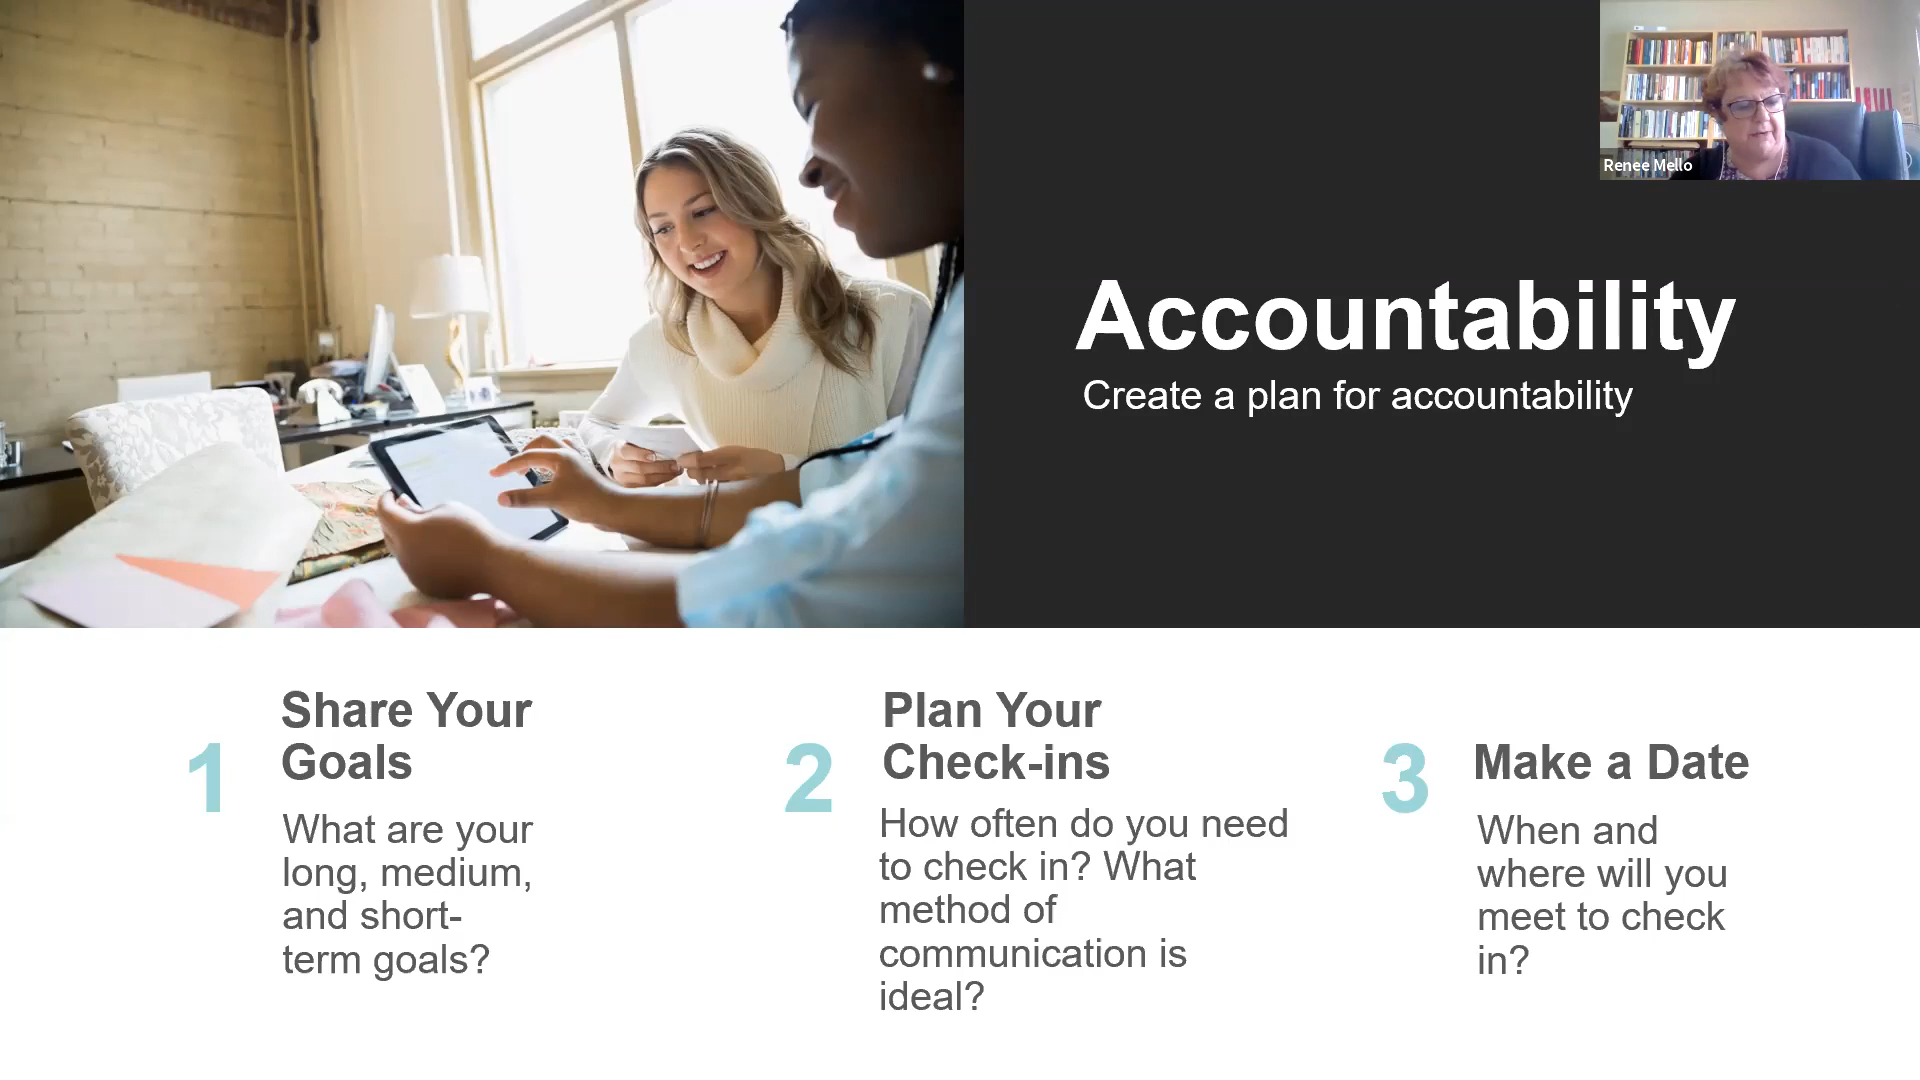 Renee Mello
Accountability
Create a plan for accountability
1
Share Your
Goals
What are your
long, medium,
and short-
term goals?
2
Plan Your
Check-ins
How often do you need
to check in? What
method of
communication is
ideal?
3
Make a Date
When and
where will you
meet to check
in?